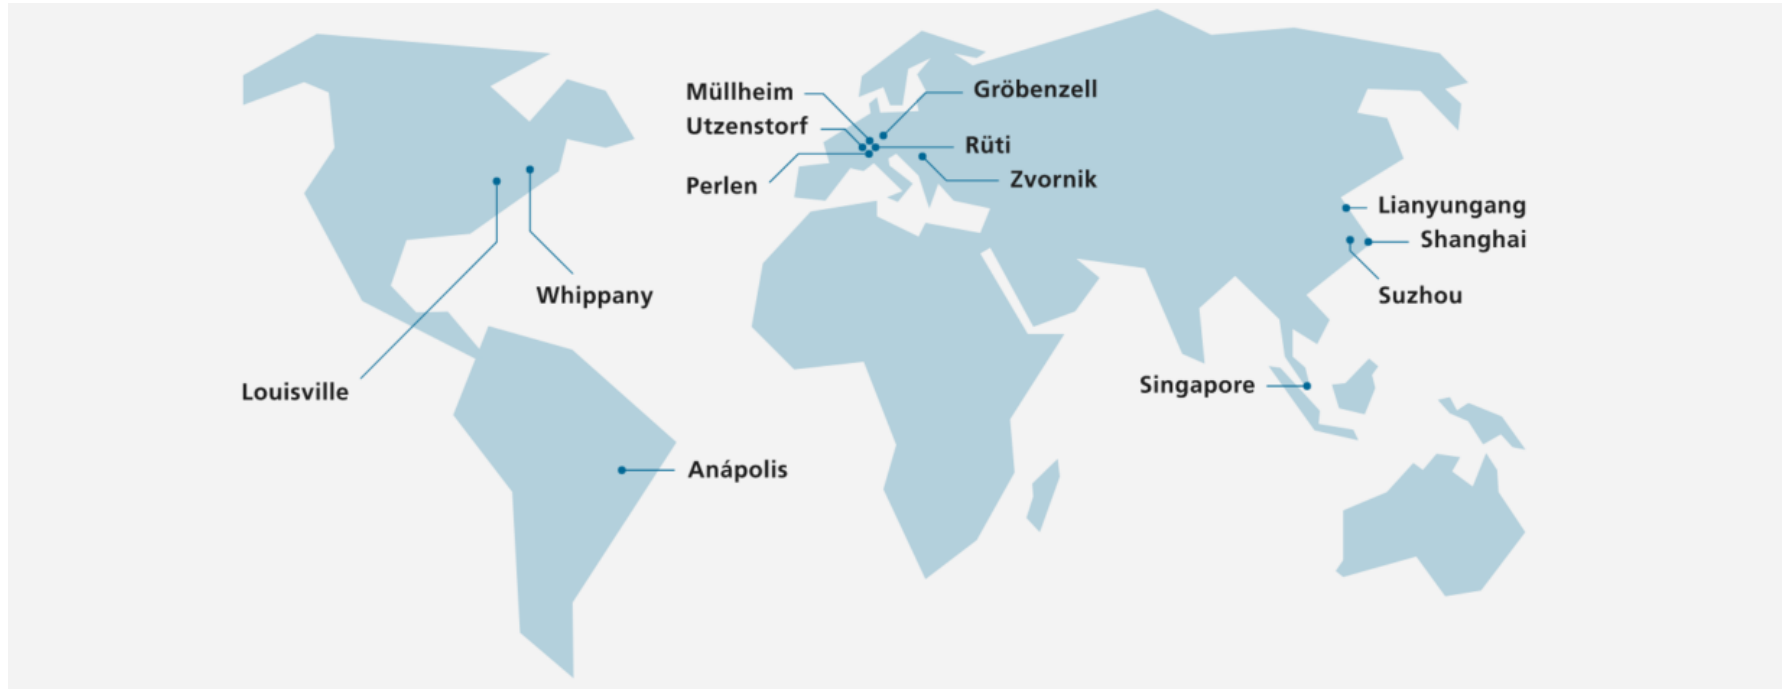 Müllheim
Gröbenzell
Utzenstorf
Rüti
Perlen
Zvornik
Lianyungang
Shanghai
Whippany
Suzhou
Louisville
Singapore
Anápolis